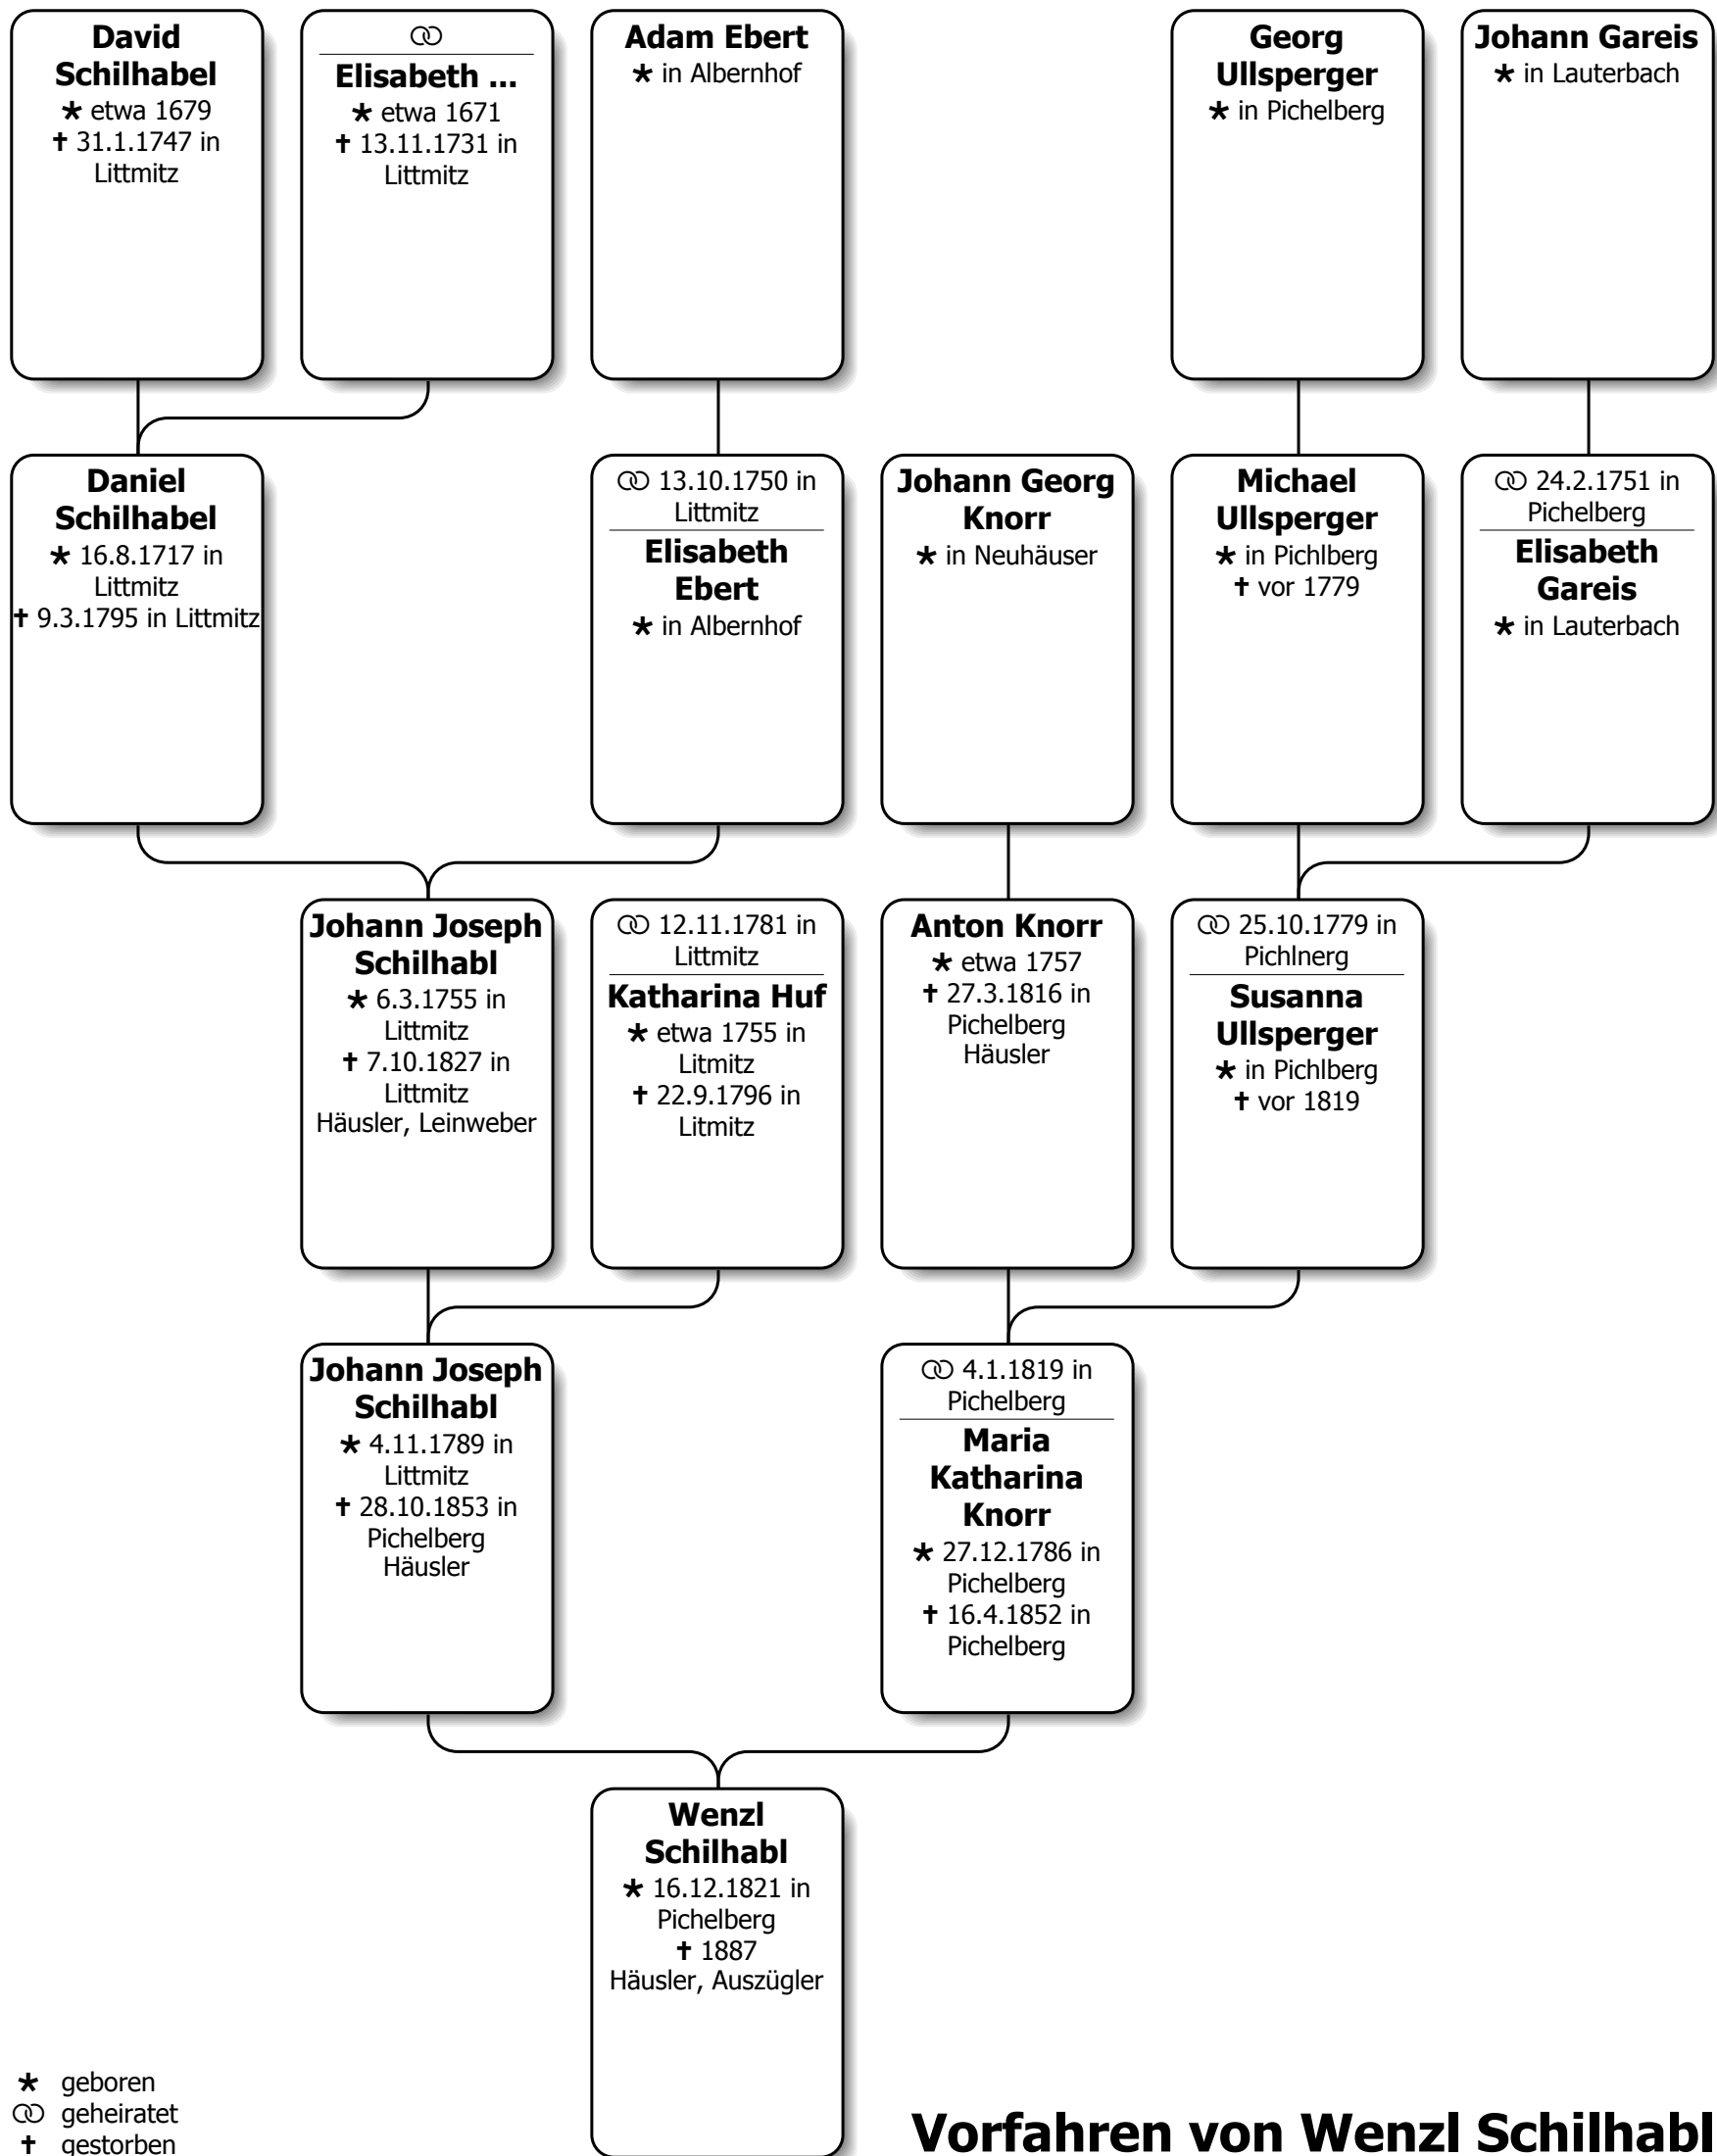 David
Schilhabel
★ etwa 1679
✝ 31.1.1747 in
Littmitz
⚭
Elisabeth ...
★ etwa 1671
✝ 13.11.1731 in
Littmitz
Adam Ebert
★ in Albernhof
Georg
Ullsperger
★ in Pichelberg
Johann Gareis
★ in Lauterbach
Daniel
Schilhabel
★ 16.8.1717 in
Littmitz
✝ 9.3.1795 in Littmitz
⚭ 13.10.1750 in
Littmitz
Elisabeth
Ebert
★ in Albernhof
Johann Georg
Knorr
★ in Neuhäuser
Michael
Ullsperger
★ in Pichlberg
✝ vor 1779
⚭ 24.2.1751 in
Pichelberg
Elisabeth
Gareis
★ in Lauterbach
Johann Joseph
Schilhabl
★ 6.3.1755 in
Littmitz
✝ 7.10.1827 in
Littmitz
Häusler, Leinweber
⚭ 12.11.1781 in
Littmitz
Katharina Huf
★ etwa 1755 in
Litmitz
✝ 22.9.1796 in
Litmitz
Anton Knorr
★ etwa 1757
✝ 27.3.1816 in
Pichelberg
Häusler
⚭ 25.10.1779 in
Pichlnerg
Susanna
Ullsperger
★ in Pichlberg
✝ vor 1819
Johann Joseph
Schilhabl
★ 4.11.1789 in
Littmitz
✝ 28.10.1853 in
Pichelberg
Häusler
⚭ 4.1.1819 in
Pichelberg
Maria
Katharina
Knorr
★ 27.12.1786 in
Pichelberg
✝ 16.4.1852 in
Pichelberg
Wenzl
Schilhabl
★ 16.12.1821 in
Pichelberg
✝ 1887
Häusler, Auszügler
★ geboren
⚭ geheiratet
✝ gestorben
Vorfahren von Wenzl Schilhabl